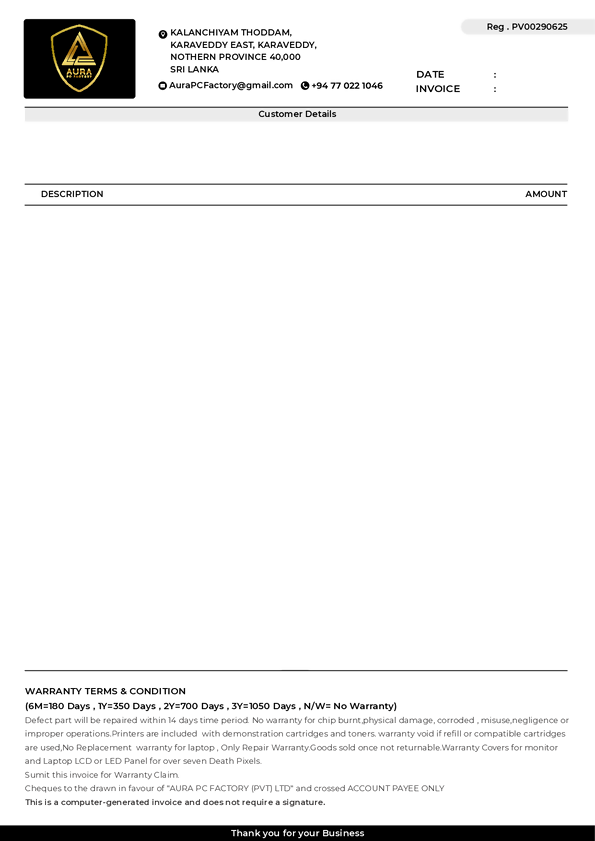 Reg . PV00290625
KALANCHIYAM THODDAM,
KARAVEDDY EAST, KARAVEDDY,
NOTHERN PROVINCE 40,000
SRI LANKA
AuraPCFactory@gmail.com +94 77 022 1046
AURA
PC FACTORY
DATE :
INVOICE :
Customer Details
DESCRIPTION AMOUNT
WARRANTY TERMS & CONDITION
(6M=180 Days , 1Y=350 Days , 2Y=700 Days , 3Y=1050 Days , N/W= No Warranty)
Defect part will be repaired within 14 days time period. No warranty for chip burnt,physical damage, corroded , misuse,negligence or
improper operations.Printers are included with demonstration cartridges and toners. warranty void if refill or compatible cartridges
are used,No Replacement warranty for laptop , Only Repair Warranty.Goods sold once not returnable.Warranty Covers for monitor
and Laptop LCD or LED Panel for over seven Death Pixels.
Sumit this invoice for Warranty Claim.
Cheques to the drawn in favour of "AURA PC FACTORY (PVT) LTD" and crossed ACCOUNT PAYEE ONLY
This is a computer-generated invoice and does not require a signature.
Thank you for your Business